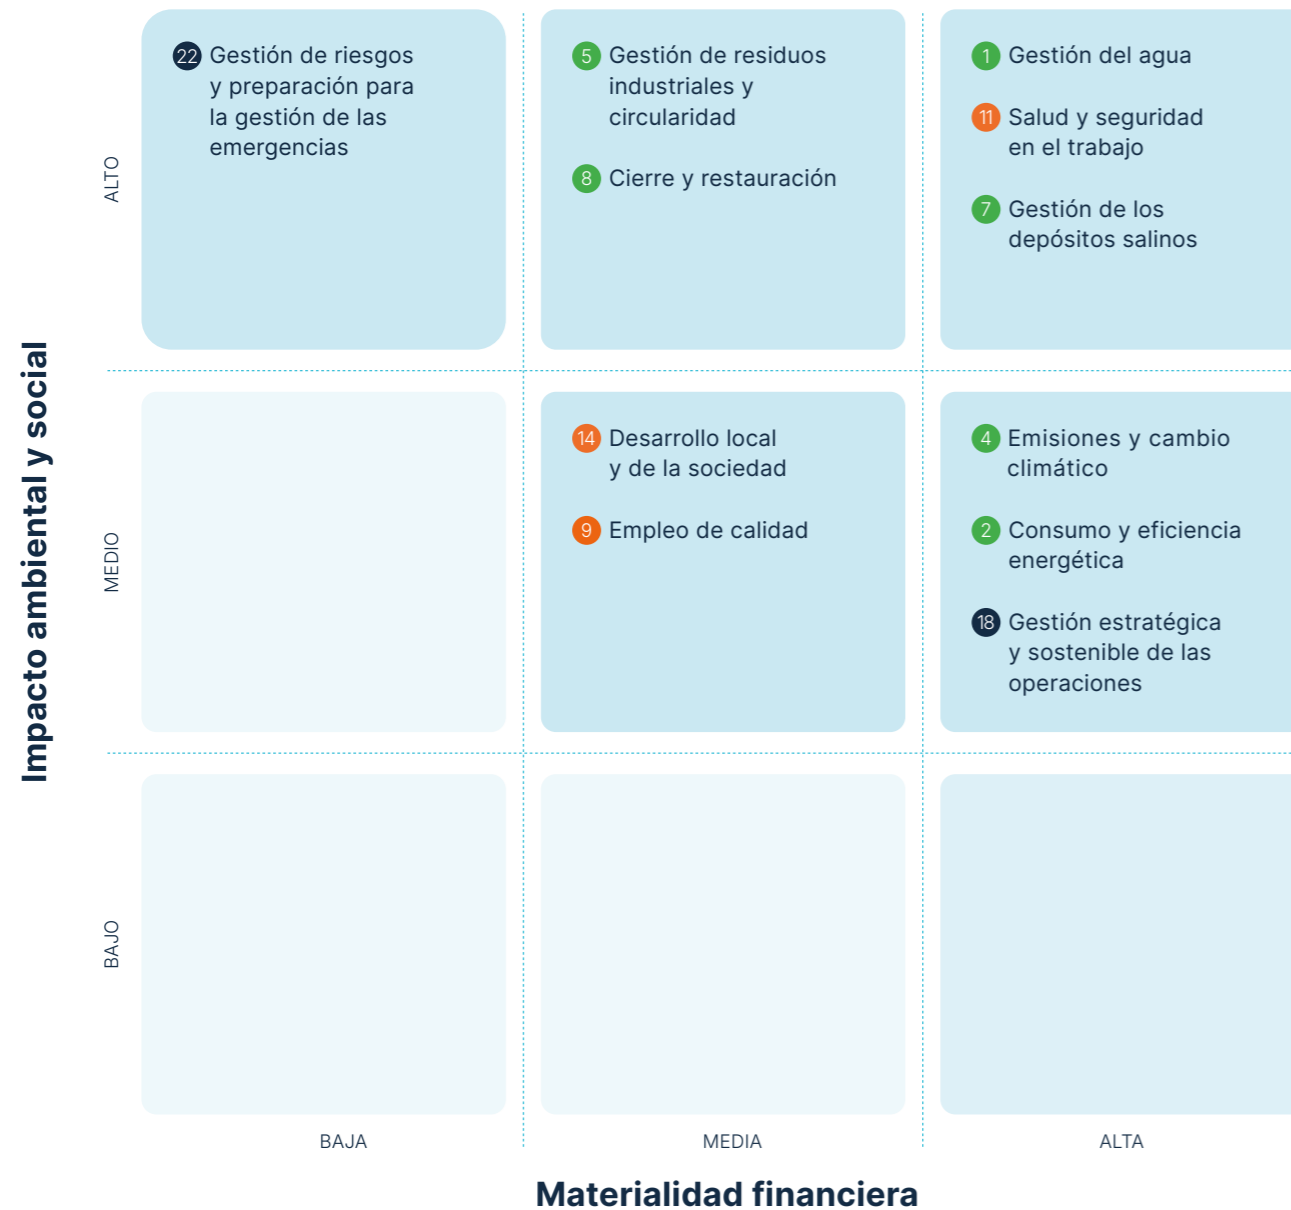 Impacto ambiental y social
ALTO
22 Gestión de riesgos
y preparación para
la gestión de las
emergencias
5 Gestión de residuos
industriales y
circularidad
8 Cierre y restauración
1 Gestión del agua
11 Salud y seguridad
en el trabajo
7 Gestión de los
depósitos salinos
MEDIO
14 Desarrollo local
y de la sociedad
9 Empleo de calidad
4 Emisiones y cambio
climático
2 Consumo y eficiencia
energética
18 Gestión estratégica
y sostenible de las
operaciones
BAJO
BAJA
MEDIA
ALTA
Materialidad financiera